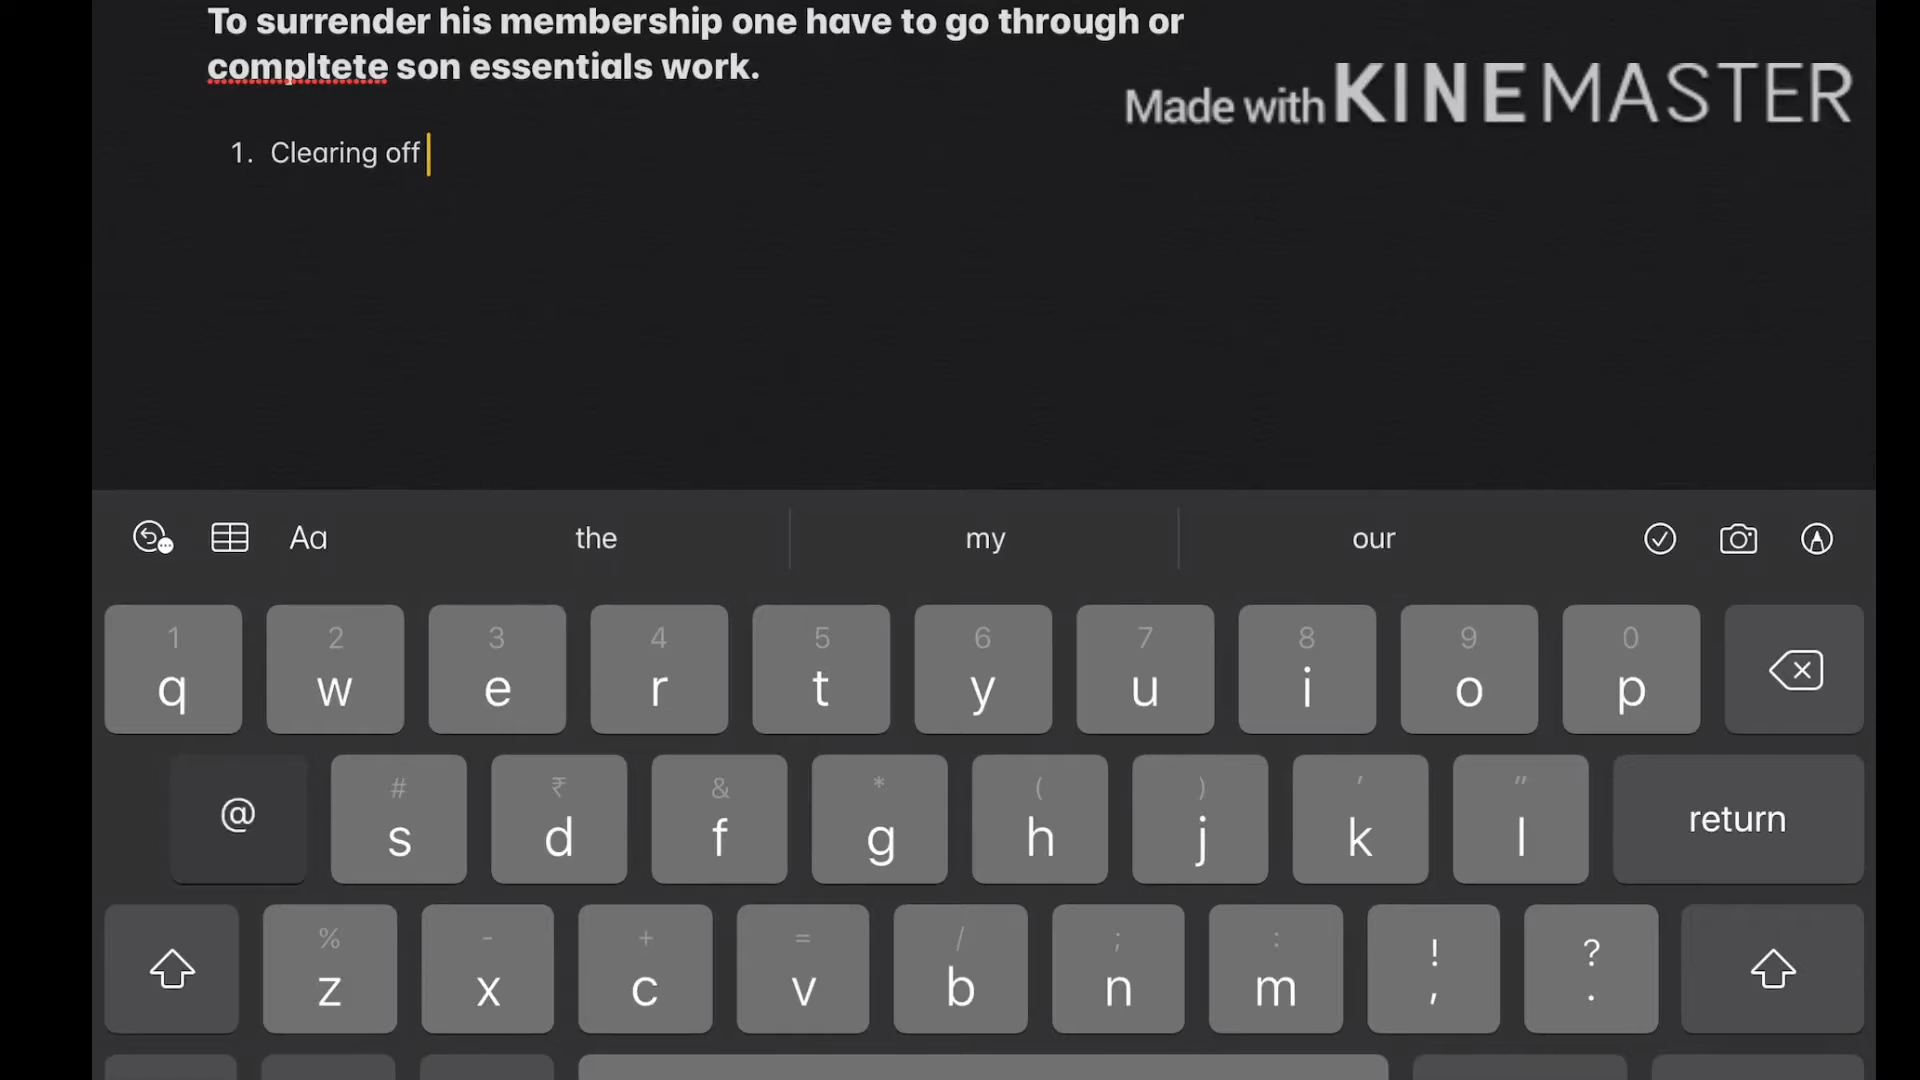 To surrender his membership one have to go through or
compltete son essentials work.
Made with KINEMASTER
1. Clearing off
Aa the my our
1 2 3 4 5 6 7 8 9 0
q w e r t y u i o p
# ₹ & * ( ) ' "
@ s d f g h j k l return
% - + = / ; : ! ?
z x c v b n m , .